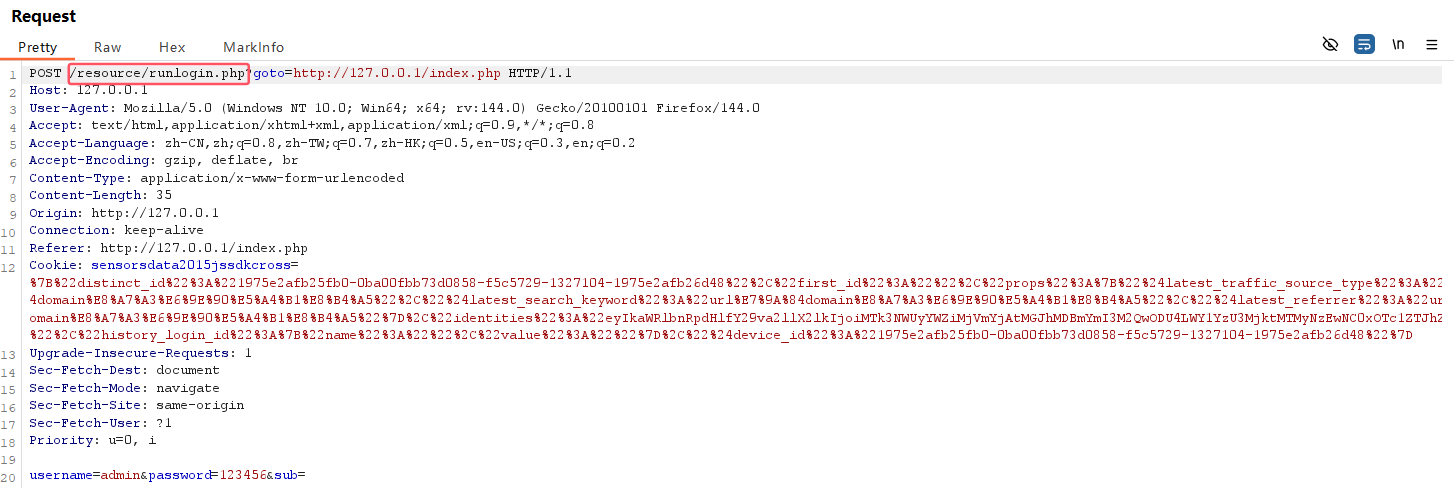 Request
Pretty Raw Hex MarkInfo \n
1 POST /resource/runlogin.php?goto=http://127.0.0.1/index.php HTTP/1.1
2 Host: 127.0.0.1
3 User-Agent: Mozilla/5.0 (Windows NT 10.0; Win64; x64; rv:144.0) Gecko/20100101 Firefox/144.0
4 Accept: text/html,application/xhtml+xml,application/xml;q=0.9,*/*;q=0.8
5 Accept-Language: zh-CN,zh;q=0.8,zh-TW;q=0.7,zh-HK;q=0.5,en-US;q=0.3,en;q=0.2
6 Accept-Encoding: gzip, deflate, br
7 Content-Type: application/x-www-form-urlencoded
8 Content-Length: 35
9 Origin: http://127.0.0.1
10 Connection: keep-alive
11 Referer: http://127.0.0.1/index.php
12 Cookie: sensorsdata2015jssdkcross=
%7B%22distinct_id%22%3A%221975e2afb25fb0-0ba00fbb73d0858-f5c5729-1327104-1975e2afb26d48%22%2C%22first_id%22%3A%22%22%2C%22props%22%3A%7B%22%24latest_traffic_source_type%22%3A%22
4domain%E8%A7%A3%E6%9E%90%E5%A4%B1%E8%B4%A5%22%2C%22%24latest_search_keyword%22%3A%22url%E7%9A%84domain%E8%A7%A3%E6%9E%90%E5%A4%B1%E8%B4%A5%22%2C%22%24latest_referrer%22%3A%22ur
omain%E8%A7%A3%E6%9E%90%E5%A4%B1%E8%B4%A5%22%7D%2C%22identities%22%3A%22eyIkaWRlbnRpdHlfY29va2llX2lkIjoiMTk3NWUyYWZiMjVmYjAtMGJhMDBmYmI3M2QwODU4LWY1YzU3MjktMTMyNzEwNC0xOTc1ZTJhZ
%22%2C%22history_login_id%22%3A%7B%22name%22%3A%22%22%2C%22value%22%3A%22%22%7D%2C%22%24device_id%22%3A%221975e2afb25fb0-0ba00fbb73d0858-f5c5729-1327104-1975e2afb26d48%22%7D
13 Upgrade-Insecure-Requests: 1
14 Sec-Fetch-Dest: document
15 Sec-Fetch-Mode: navigate
16 Sec-Fetch-Site: same-origin
17 Sec-Fetch-User: ?1
18 Priority: u=0, i
19
20 username=admin&password=123456&sub=